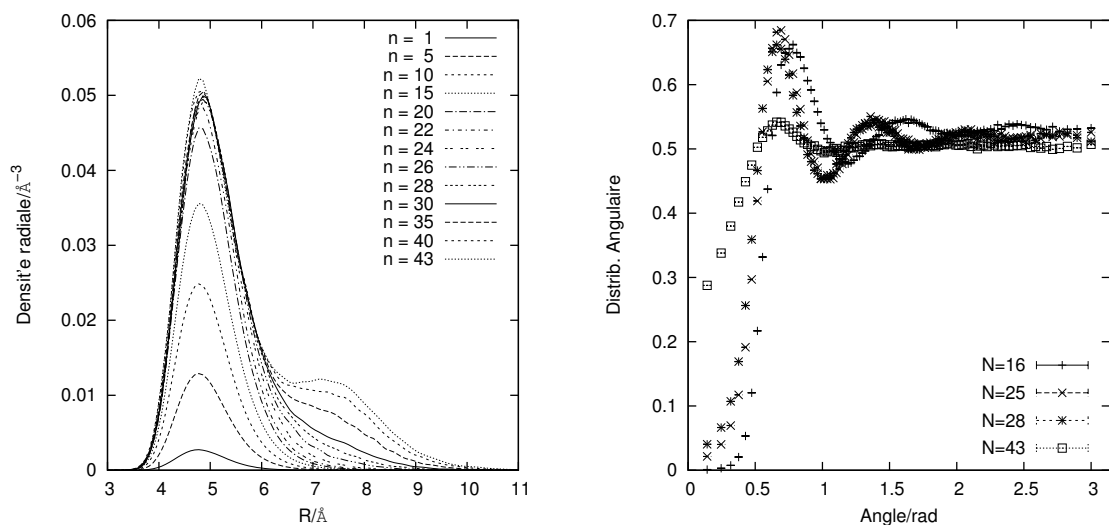 0.06
0.05
0.04
0.03
0.02
0.01
0
3 4 5 6 7 8 9 10 11
Densit'e radiale/Å⁻³
R/Å
n = 1
n = 5
n = 10
n = 15
n = 20
n = 22
n = 24
n = 26
n = 28
n = 30
n = 35
n = 40
n = 43
0.7
0.6
0.5
0.4
0.3
0.2
0.1
0
0 0.5 1 1.5 2 2.5 3
Distrib. Angulaire
Angle/rad
N=16
N=25
N=28
N=43